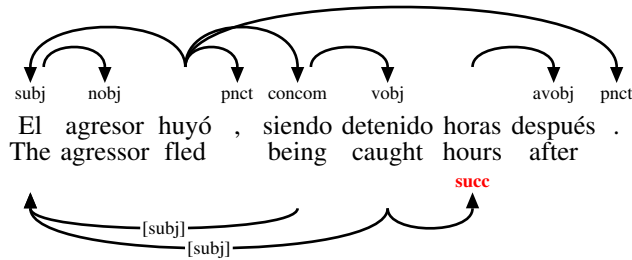 subj nobj pnct concom vobj avobj pnct
El agresor huyó , siendo detenido horas después .
The agressor fled being caught hours after
succ
[subj]
[subj]